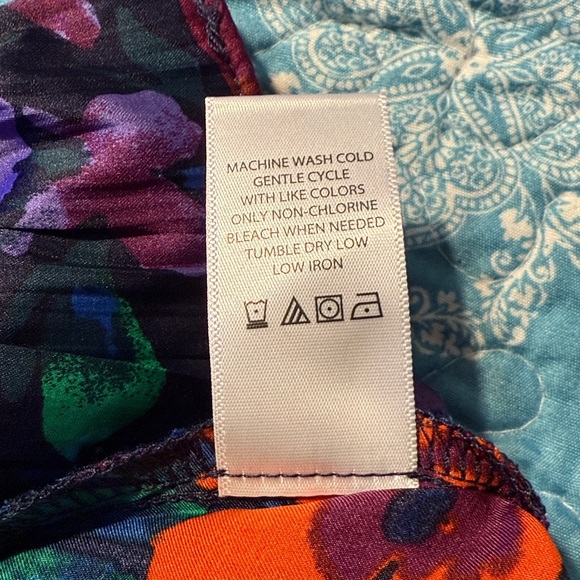 MACHINE WASH COLD
GENTLE CYCLE
WITH LIKE COLORS
ONLY NON-CHLORINE
BLEACH WHEN NEEDED
TUMBLE DRY LOW
LOW IRON